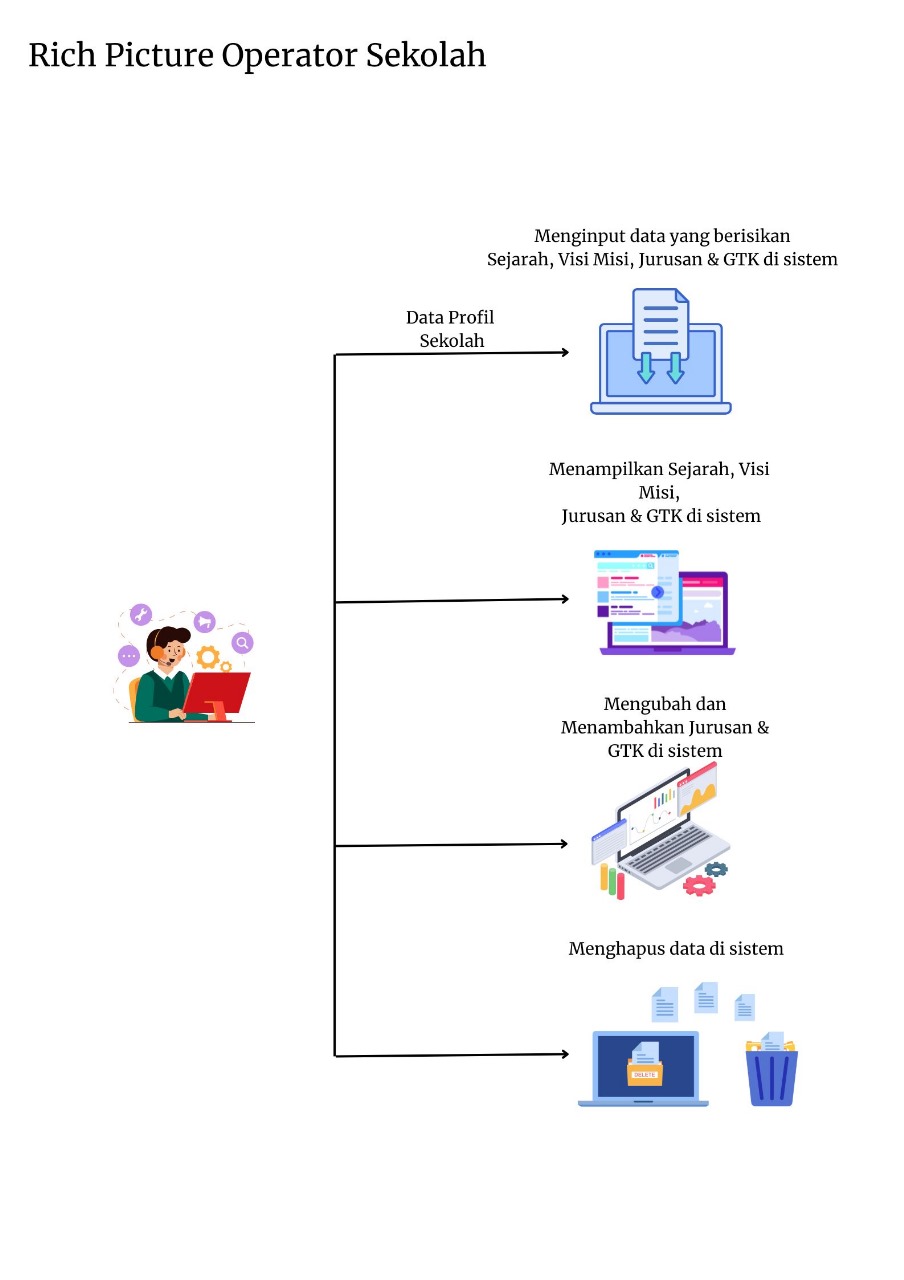 Rich Picture Operator Sekolah
Menginput data yang berisikan
Sejarah, Visi Misi, Jurusan & GTK di sistem
Data Profil
Sekolah
Menampilkan Sejarah, Visi
Misi,
Jurusan & GTK di sistem
Mengubah dan
Menambahkan Jurusan &
GTK di sistem
Menghapus data di sistem
DELETE